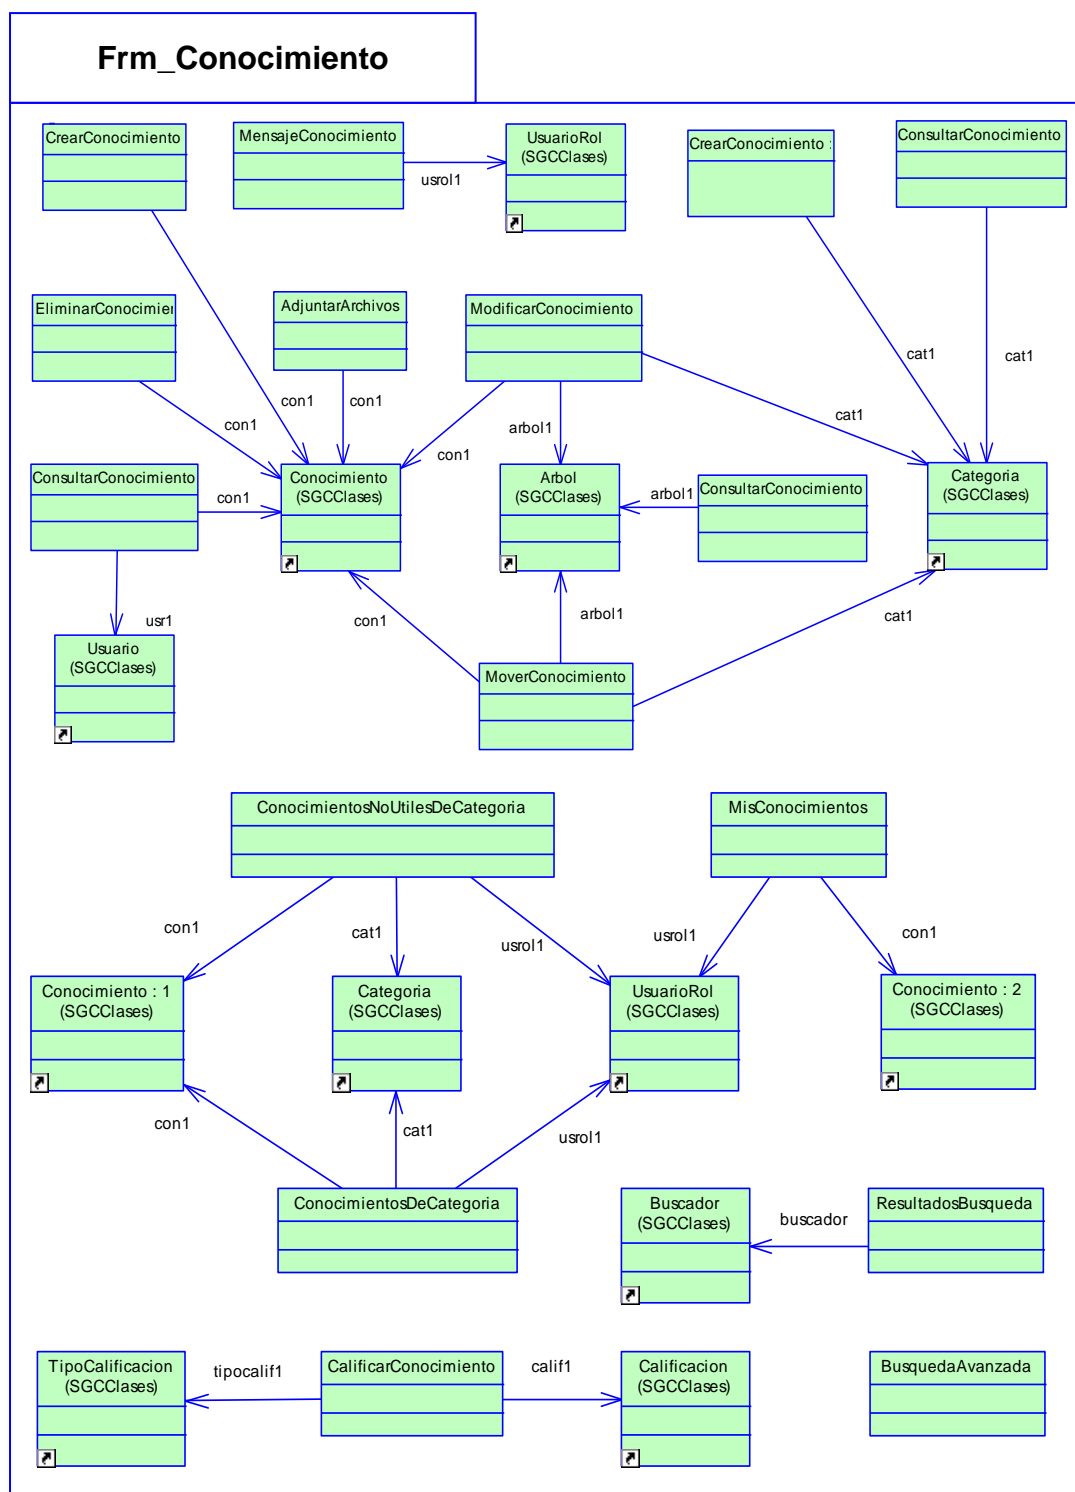 Frm_Conocimiento
CrearConocimiento
MensajeConocimiento
UsuarioRol
(SGCClases)
CrearConocimiento :
ConsultarConocimiento
usrol1
EliminarConocimien
AdjuntarArchivos
ModificarConocimiento
cat1
cat1
con1
con1
con1
arbol1
con1
cat1
ConsultarConocimiento
con1
Conocimiento
(SGCClases)
Arbol
(SGCClases)
arbol1
ConsultarConocimiento
Categoria
(SGCClases)
usr1
con1
arbol1
cat1
Usuario
(SGCClases)
MoverConocimiento
ConocimientosNoUtilesDeCategoria
MisConocimientos
con1
cat1
usrol1
usrol1
con1
Conocimiento : 1
(SGCClases)
Categoria
(SGCClases)
UsuarioRol
(SGCClases)
Conocimiento : 2
(SGCClases)
con1
cat1
usrol1
ConocimientosDeCategoria
Buscador
(SGCClases)
buscador
ResultadosBusqueda
TipoCalificacion
(SGCClases)
tipocalif1
CalificarConocimiento
calif1
Calificacion
(SGCClases)
BusquedaAvanzada